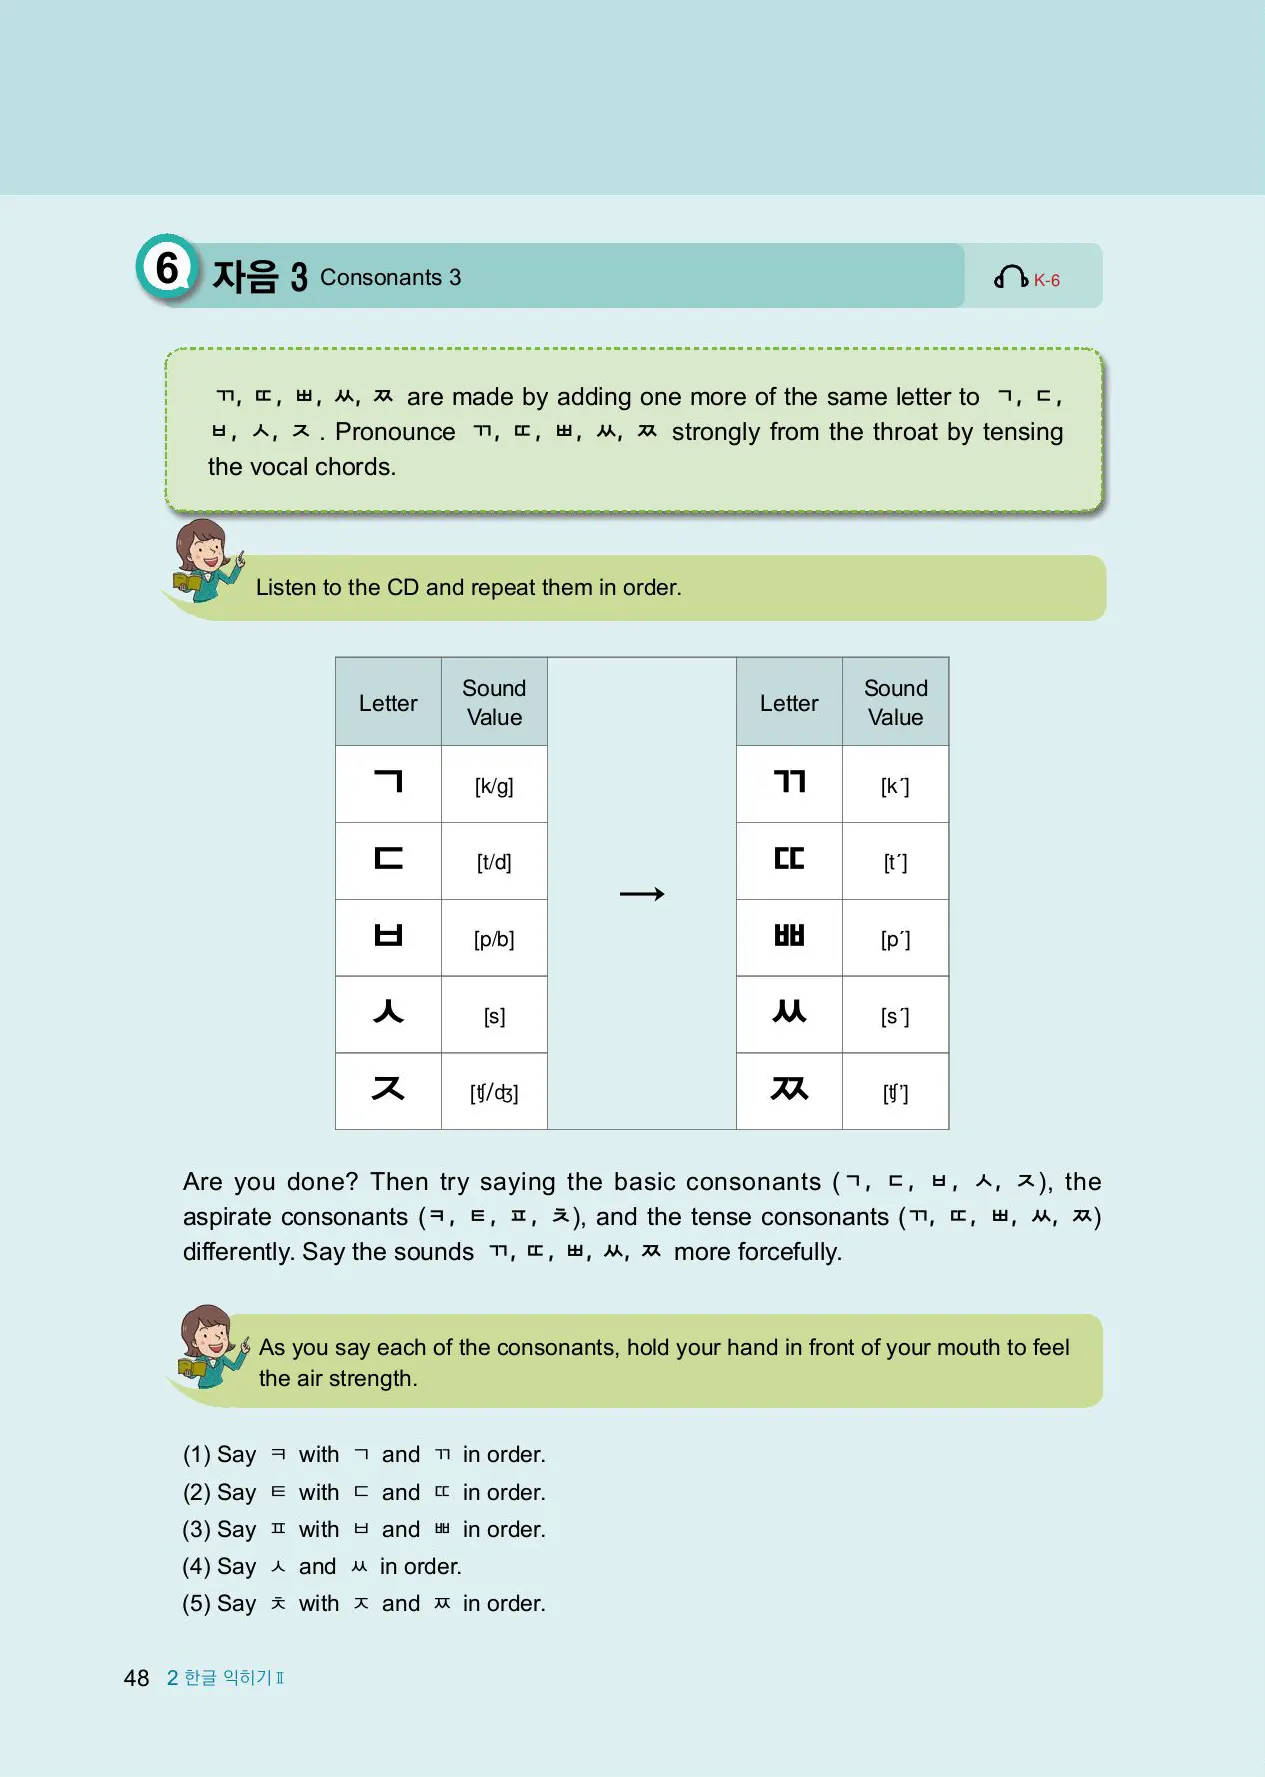 6 자음 3 Consonants 3 K-6
ㄲ, ㄸ, ㅃ, ㅆ, ㅉ are made by adding one more of the same letter to ㄱ, ㄷ,
ㅂ, ㅅ, ㅈ. Pronounce ㄲ, ㄸ, ㅃ, ㅆ, ㅉ strongly from the throat by tensing
the vocal chords.
Listen to the CD and repeat them in order.
Letter Sound Value Letter Sound Value
ㄱ [k/g] ㄲ [k´]
ㄷ [t/d] ㄸ [t´]
→
ㅂ [p/b] ㅃ [p´]
ㅅ [s] ㅆ [s´]
ㅈ [ʧ/ʤ] ㅉ [ʧ’]
Are you done? Then try saying the basic consonants (ㄱ, ㄷ, ㅂ, ㅅ, ㅈ), the
aspirate consonants (ㅋ, ㅌ, ㅍ, ㅊ), and the tense consonants (ㄲ, ㄸ, ㅃ, ㅆ, ㅉ)
differently. Say the sounds ㄲ, ㄸ, ㅃ, ㅆ, ㅉ more forcefully.
As you say each of the consonants, hold your hand in front of your mouth to feel
the air strength.
(1) Say ㅋ with ㄱ and ㄲ in order.
(2) Say ㅌ with ㄷ and ㄸ in order.
(3) Say ㅍ with ㅂ and ㅃ in order.
(4) Say ㅅ and ㅆ in order.
(5) Say ㅊ with ㅈ and ㅉ in order.
48 2 한글 익히기 Ⅱ